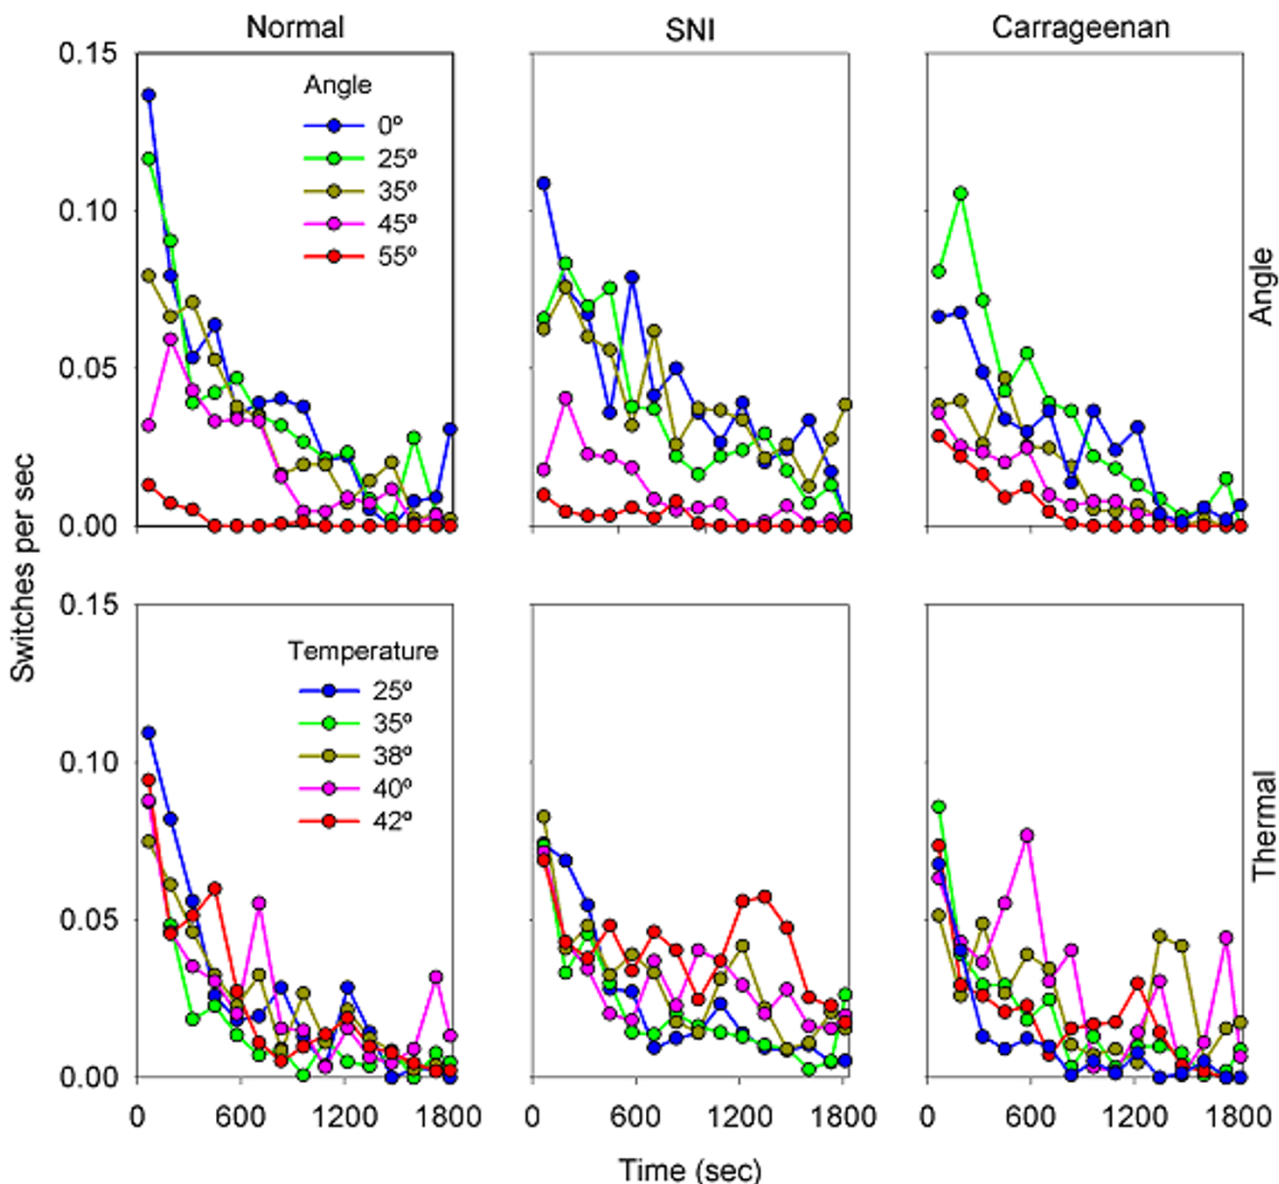 Normal SNI Carrageenan
0.15
0.10
0.05
0.00
Angle
0º
25º
35º
45º
55º
Angle
Switches per sec
0.15
0.10
0.05
0.00
Temperature
25º
35º
38º
40º
42º
Thermal
0 600 1200 1800 0 600 1200 1800 0 600 1200 1800
Time (sec)